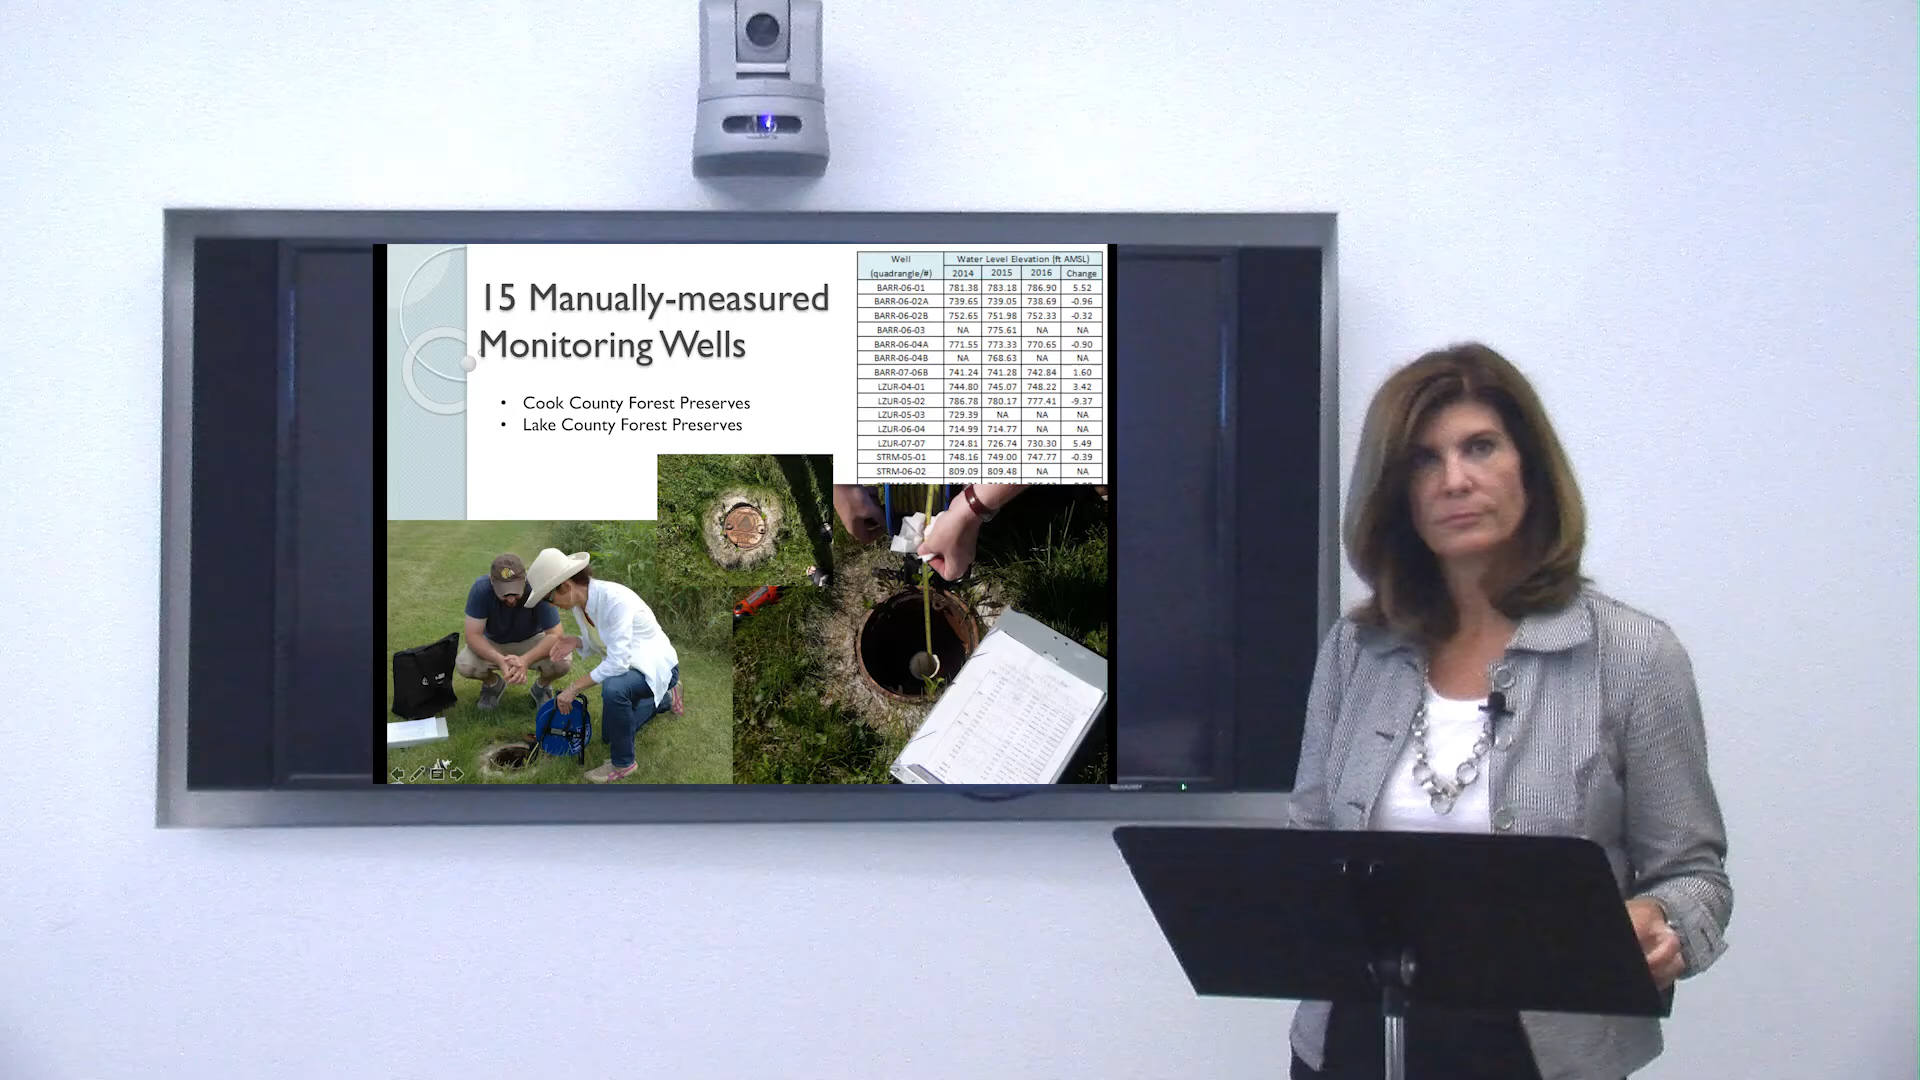 15 Manually-measured
Monitoring Wells
• Cook County Forest Preserves
• Lake County Forest Preserves
Well Water Level Elevation (ft AMSL)
(quadrangle/#) 2014 2015 2016 Change
BARR-06-01 781.38 783.18 786.90 5.52
BARR-06-02A 739.65 739.05 738.69 -0.96
BARR-06-02B 752.65 751.98 752.33 -0.32
BARR-06-03 NA 775.61 NA NA
BARR-06-04A 771.55 773.33 770.65 -0.90
BARR-06-04B NA 768.63 NA NA
BARR-07-06B 741.24 741.28 742.84 1.60
LZUR-04-01 744.80 745.07 748.22 3.42
LZUR-05-02 786.78 780.17 777.41 -9.37
LZUR-05-03 729.39 NA NA NA
LZUR-06-04 714.99 714.77 NA NA
LZUR-07-07 724.81 726.74 730.30 5.49
STRM-05-01 748.16 749.00 747.77 -0.39
STRM-06-02 809.09 809.48 NA NA